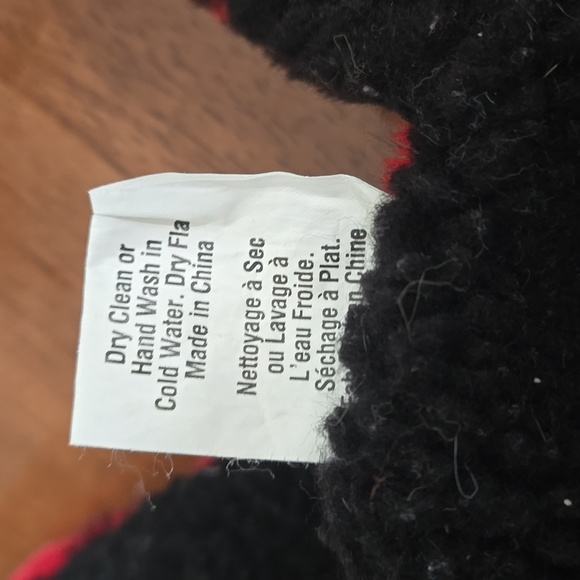 Dry Clean or
Hand Wash in
Cold Water. Dry Fla
Made in China
Nettoyage à Sec
ou Lavage à
L'eau Froide.
Séchage à Plat.
en Chine